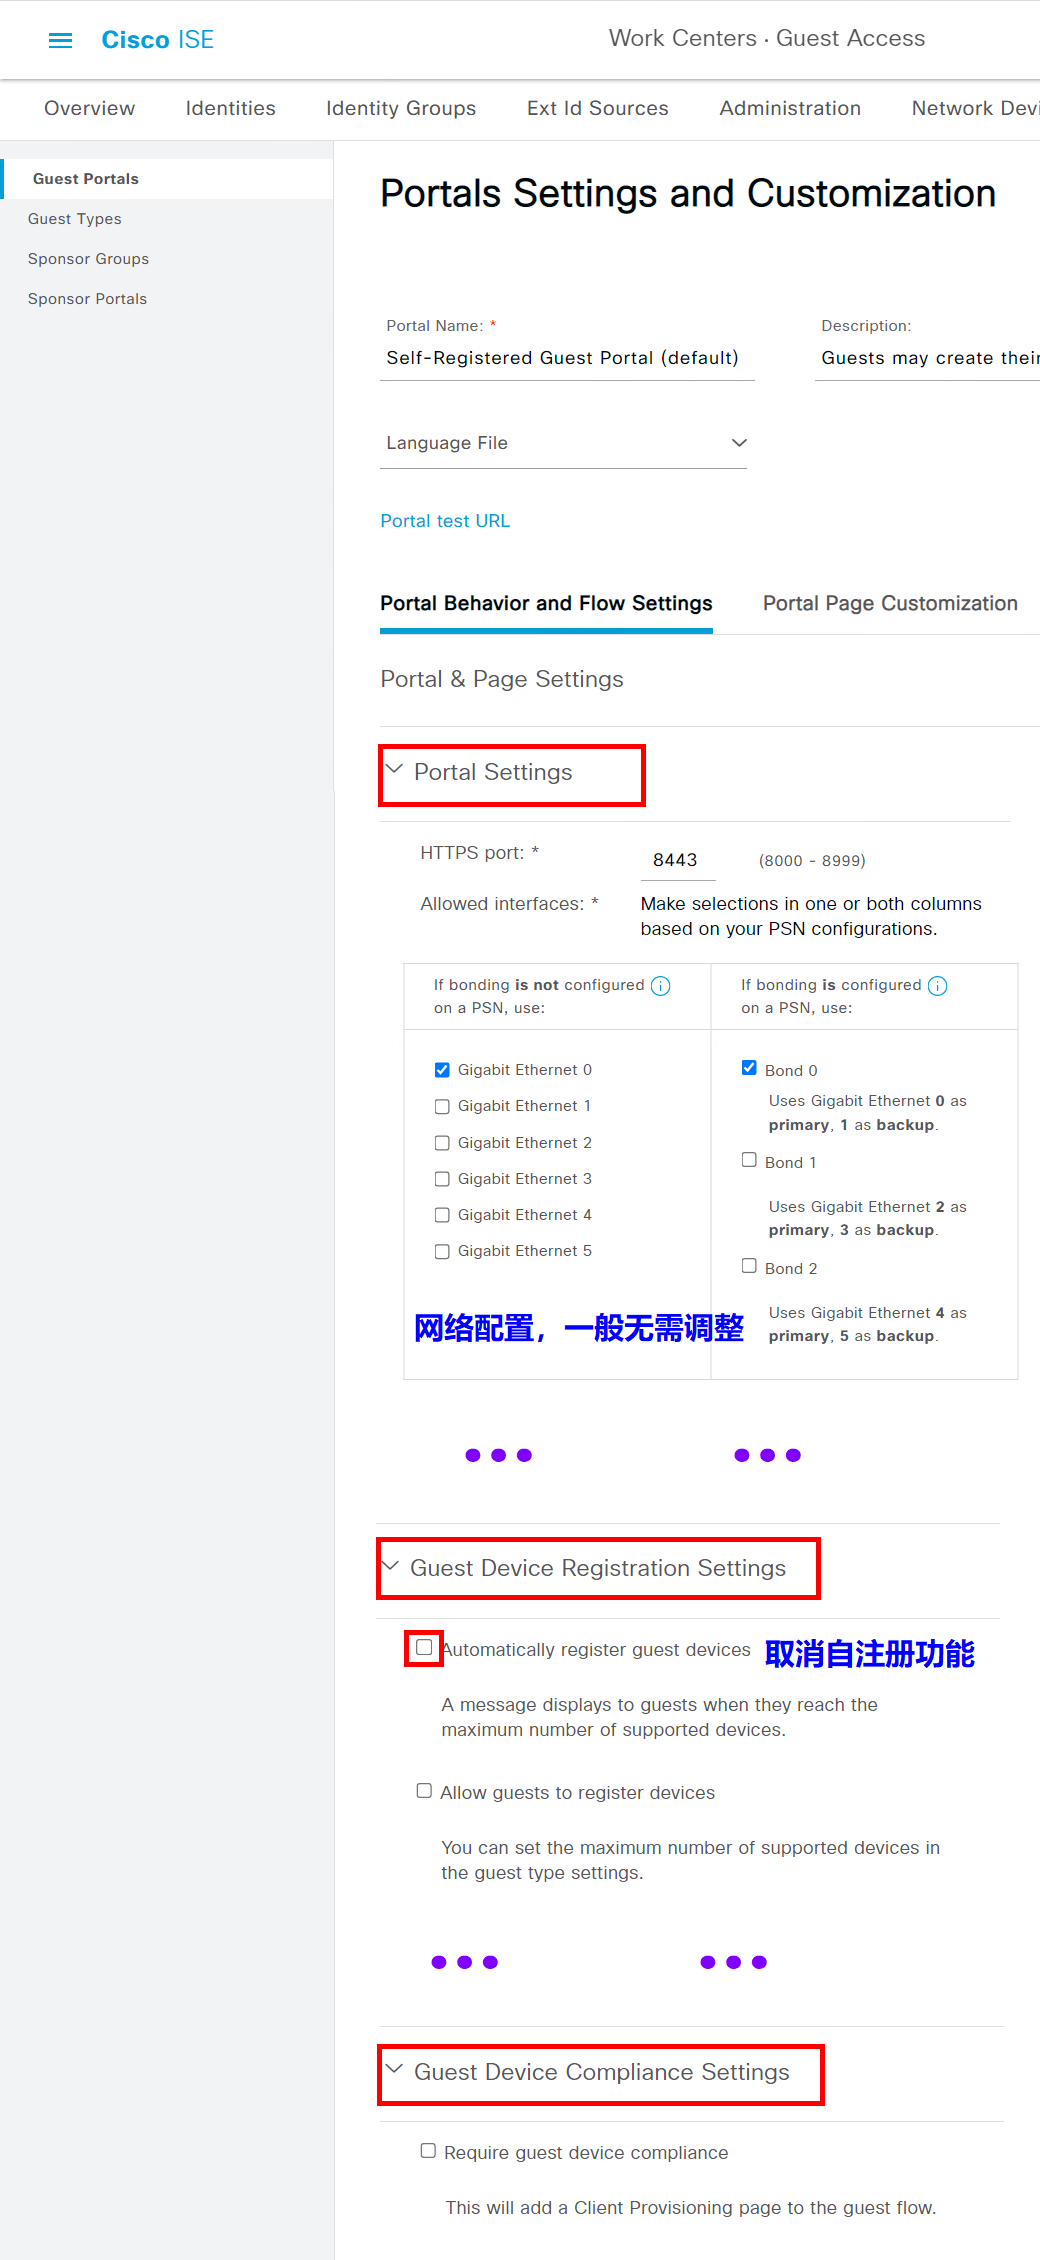 Cisco ISE
Work Centers · Guest Access
Overview Identities Identity Groups Ext Id Sources Administration Network Devi
Guest Portals
Guest Types
Sponsor Groups
Sponsor Portals
Portals Settings and Customization
Portal Name: * Description:
Self-Registered Guest Portal (default) Guests may create their
Language File
Portal test URL
Portal Behavior and Flow Settings Portal Page Customization
Portal & Page Settings
Portal Settings
HTTPS port: * 8443 (8000 - 8999)
Allowed interfaces: * Make selections in one or both columns
based on your PSN configurations.
If bonding is not configured
on a PSN, use:
Gigabit Ethernet 0
Gigabit Ethernet 1
Gigabit Ethernet 2
Gigabit Ethernet 3
Gigabit Ethernet 4
Gigabit Ethernet 5
If bonding is configured
on a PSN, use:
Bond 0
Uses Gigabit Ethernet 0 as
primary, 1 as backup.
Bond 1
Uses Gigabit Ethernet 2 as
primary, 3 as backup.
Bond 2
Uses Gigabit Ethernet 4 as
primary, 5 as backup.
网络配置，一般无需调整
Guest Device Registration Settings
Automatically register guest devices 取消自注册功能
A message displays to guests when they reach the
maximum number of supported devices.
Allow guests to register devices
You can set the maximum number of supported devices in
the guest type settings.
Guest Device Compliance Settings
Require guest device compliance
This will add a Client Provisioning page to the guest flow.